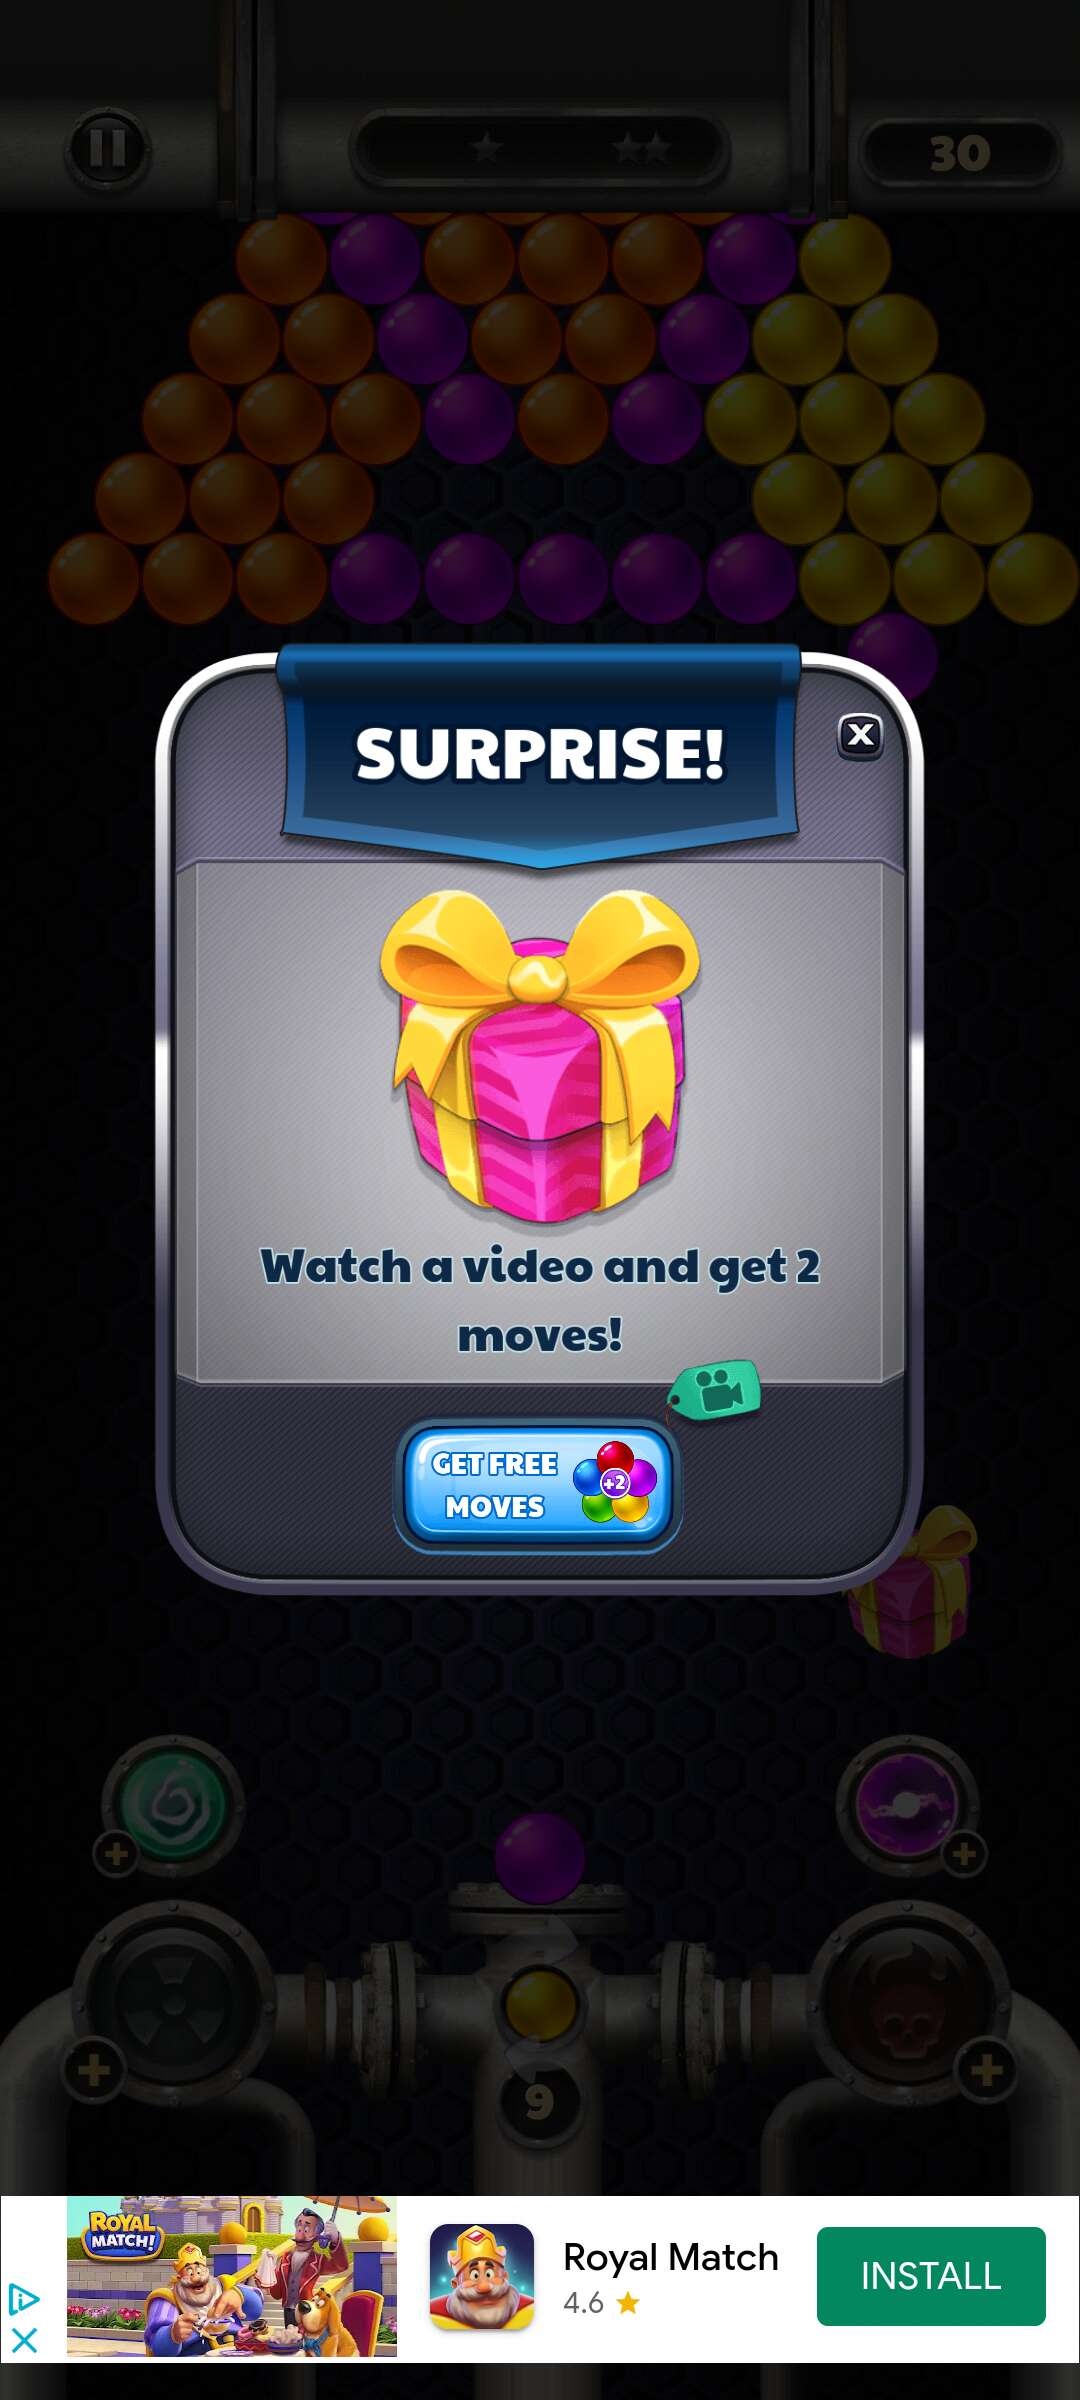 30
SURPRISE!
X
Watch a video and get 2
moves!
GET FREE
MOVES
+2
9
ROYAL
MATCH!
Royal Match
4.6
INSTALL